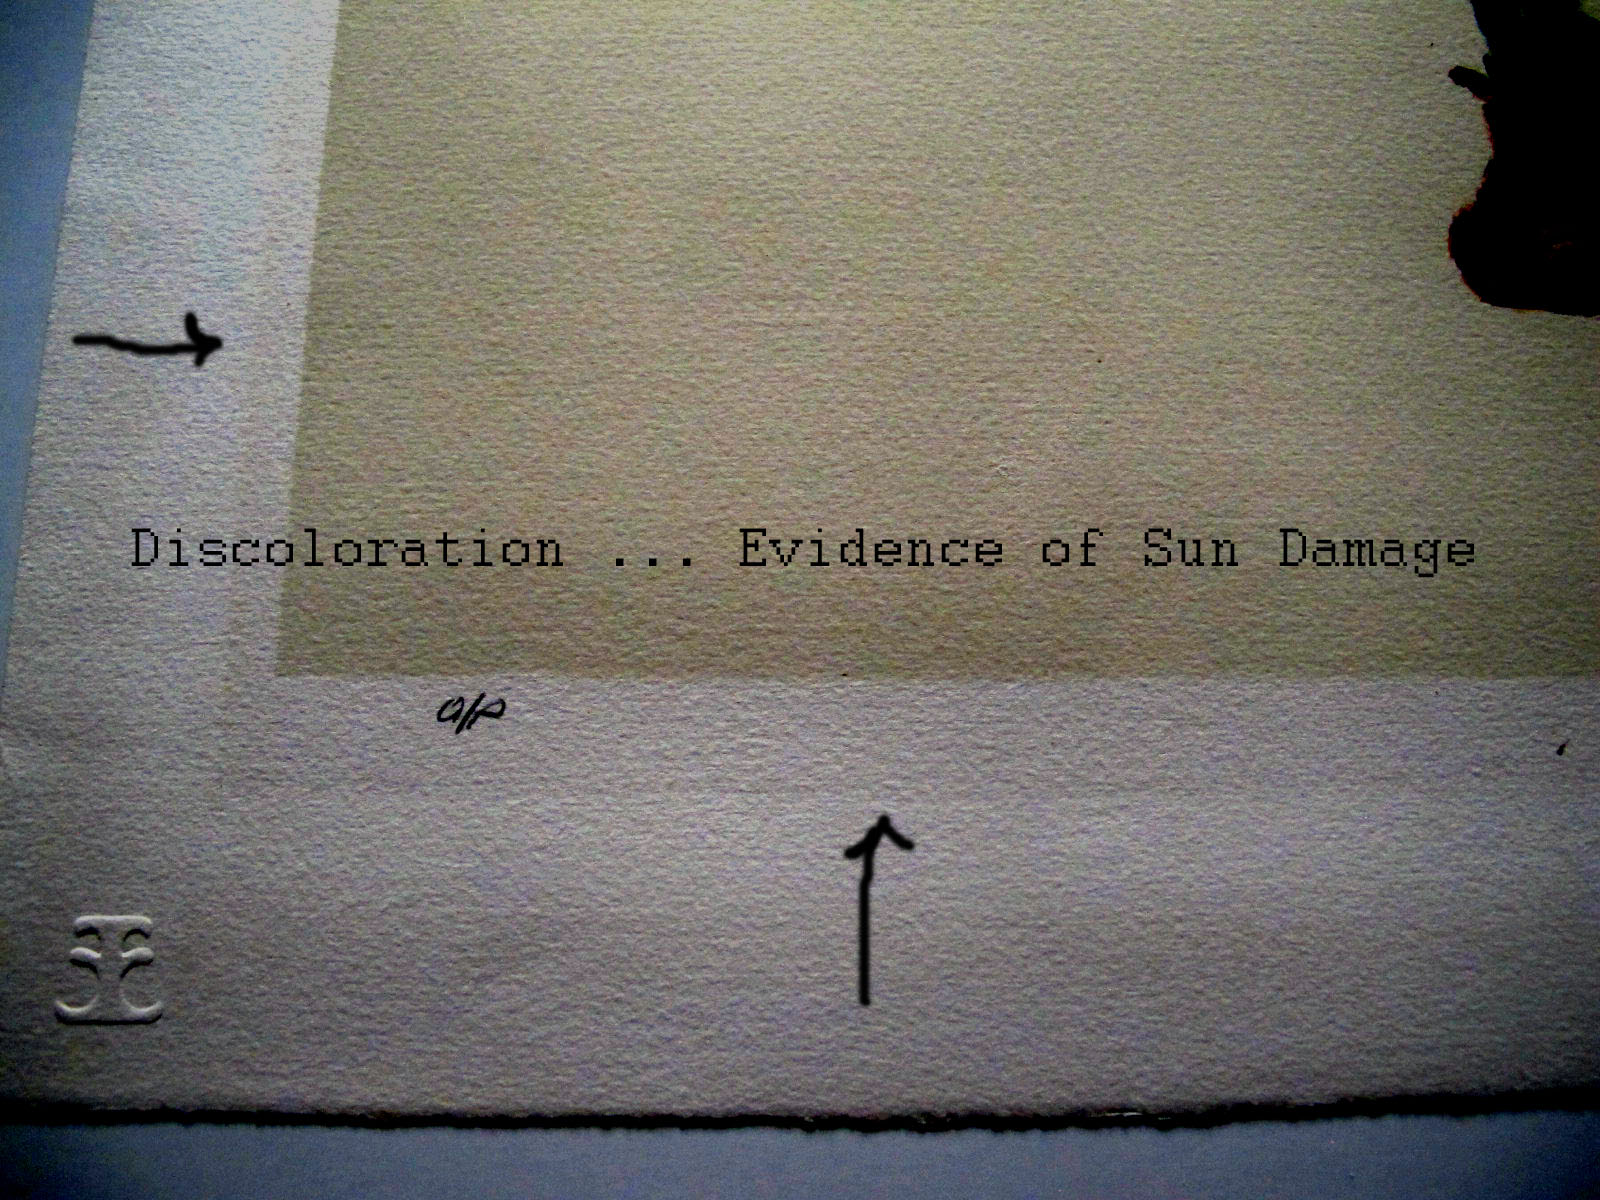 Discoloration ... Evidence of Sun Damage
a/p